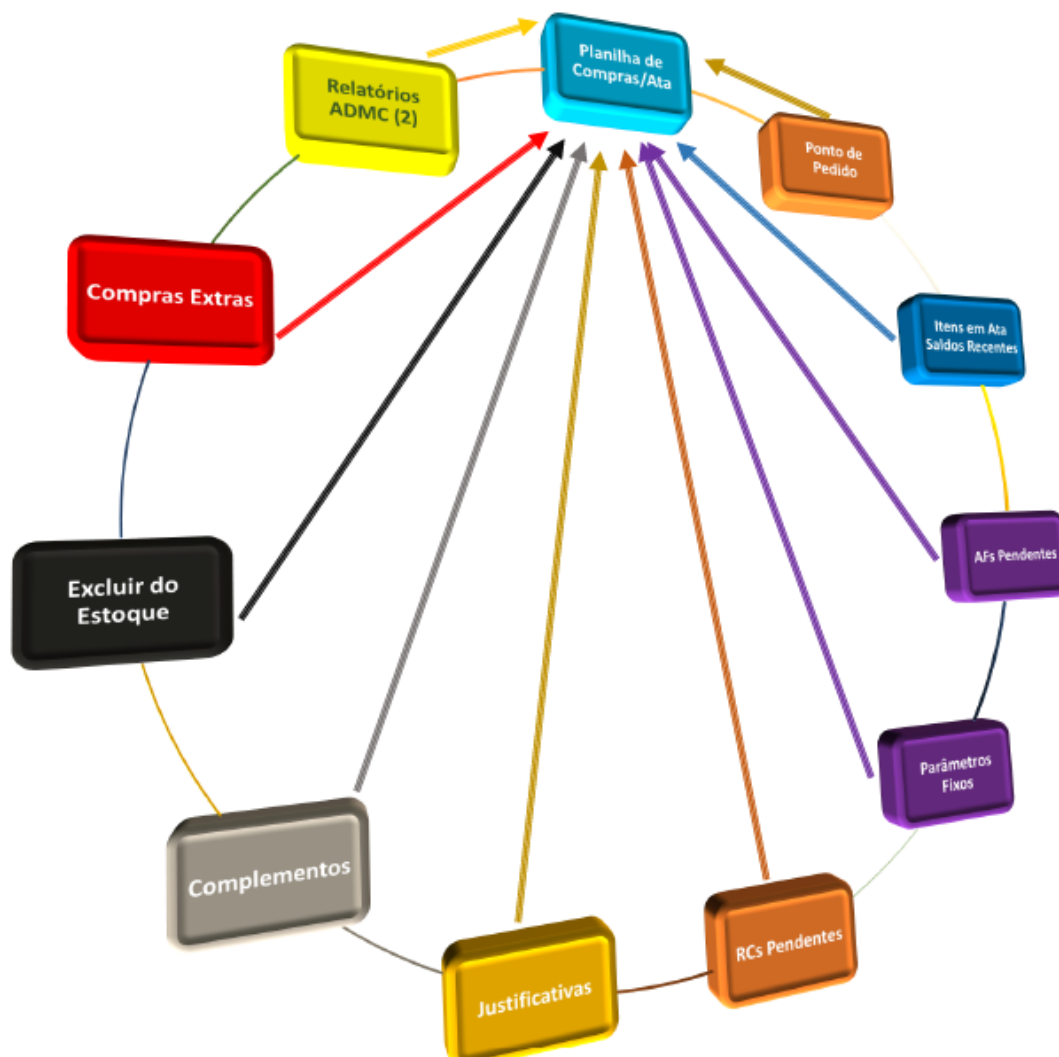 Planilha de
Compras/Ata
Ponto de
Pedido
Itens em Ata
Saldos Recentes
AFs Pendentes
Parâmetros
Fixos
RCs Pendentes
Justificativas
Complementos
Excluir do
Estoque
Compras Extras
Relatórios
ADMC (2)